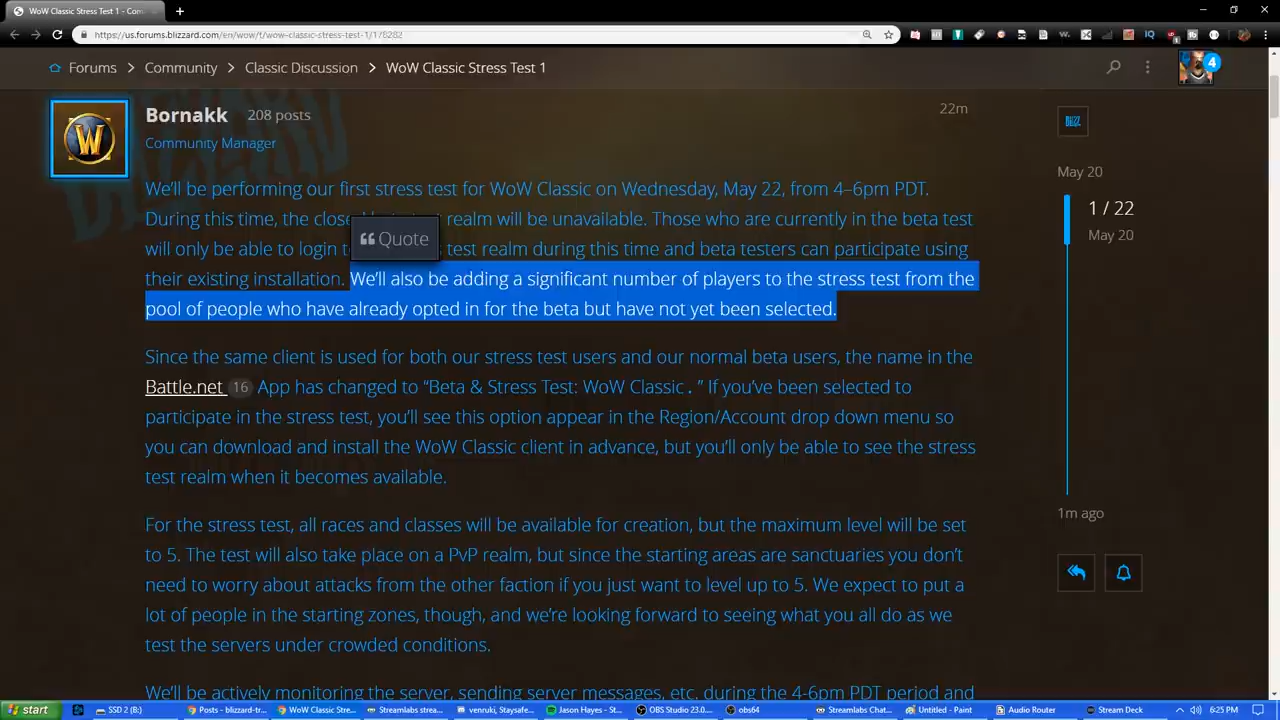 WoW Classic Stress Test 1 - Com
https://us.forums.blizzard.com/en/wow/t/wow-classic-stress-test-1/178282
Forums > Community > Classic Discussion > WoW Classic Stress Test 1
4
Bornakk 208 posts
22m
Community Manager
We'll be performing our first stress test for WoW Classic on Wednesday, May 22, from 4–6pm PDT.
During this time, the closed beta test realm will be unavailable. Those who are currently in the beta test
will only be able to login to test realm during this time and beta testers can participate using
Quote
their existing installation. We'll also be adding a significant number of players to the stress test from the
pool of people who have already opted in for the beta but have not yet been selected.
Since the same client is used for both our stress test users and our normal beta users, the name in the
Battle.net 16 App has changed to “Beta & Stress Test: WoW Classic . ” If you've been selected to
participate in the stress test, you'll see this option appear in the Region/Account drop down menu so
you can download and install the WoW Classic client in advance, but you'll only be able to see the stress
test realm when it becomes available.
For the stress test, all races and classes will be available for creation, but the maximum level will be set
to 5. The test will also take place on a PvP realm, but since the starting areas are sanctuaries you don't
need to worry about attacks from the other faction if you just want to level up to 5. We expect to put a
lot of people in the starting zones, though, and we're looking forward to seeing what you all do as we
test the servers under crowded conditions.
We'll be actively monitoring the server, sending server messages, etc. during the 4-6pm PDT period and
BLIZZ
May 20
1 / 22
May 20
1m ago
start
SSD 2 (B:)
Posts - blizzard-tr...
WoW Classic Stre...
Streamlabs strea...
venruki, Staysafe...
Jason Hayes - St...
OBS Studio 23.0....
obs64
Streamlabs Chat...
Untitled - Paint
Audio Router
Stream Deck
6:25 PM